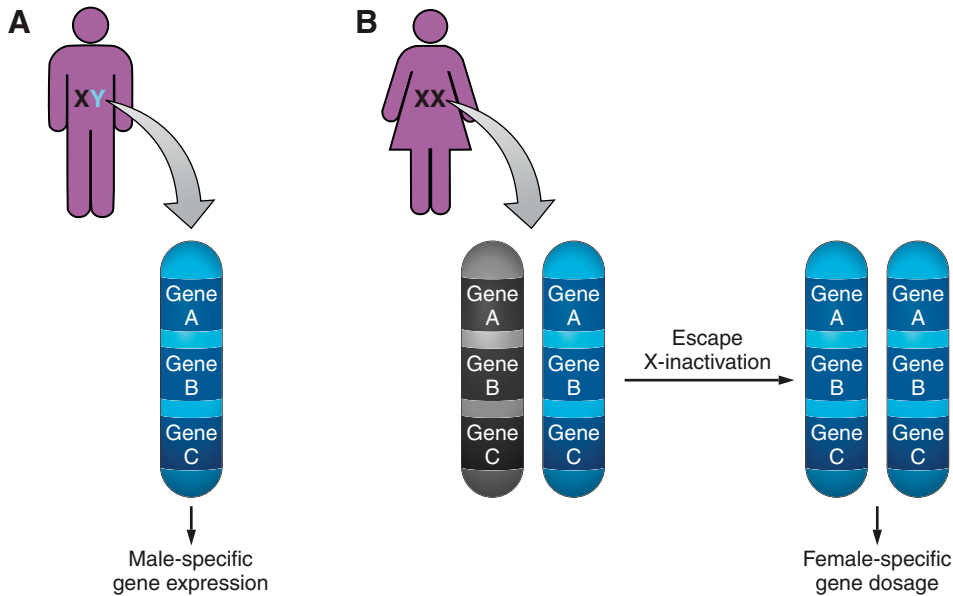 A
XY
Gene
A
Gene
B
Gene
C
Male-specific
gene expression
B
XX
Gene
A
Gene
B
Gene
C
Gene
A
Gene
B
Gene
C
Escape
X-inactivation
Gene
A
Gene
B
Gene
C
Gene
A
Gene
B
Gene
C
Female-specific
gene dosage